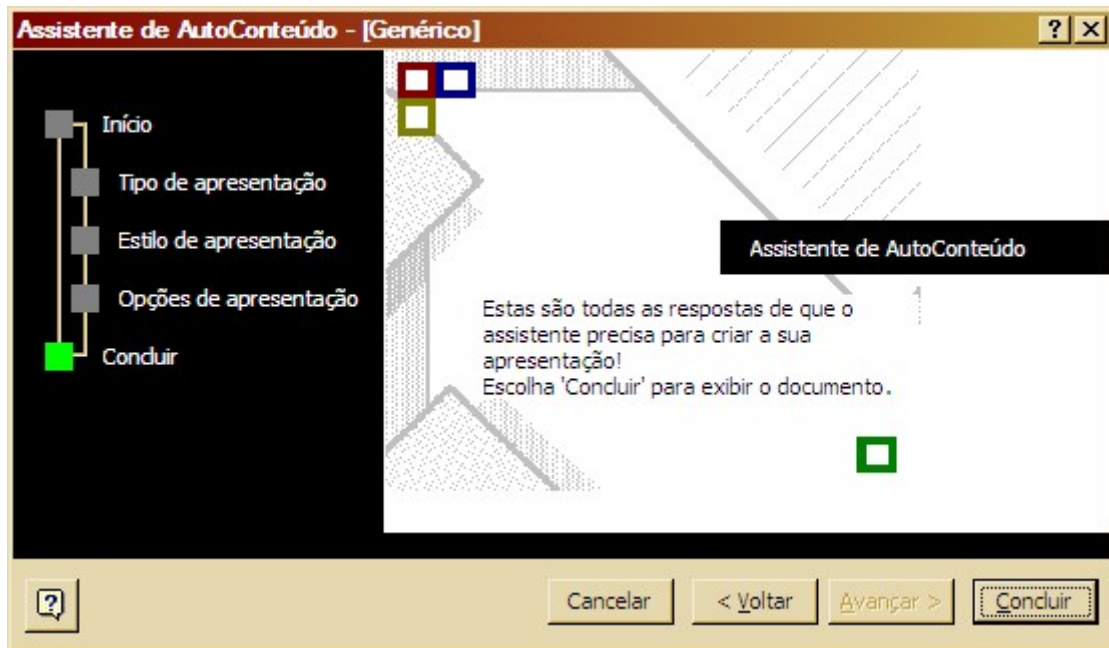 Assistente de AutoConteúdo - [Genérico]
Início
Tipo de apresentação
Estilo de apresentação
Opções de apresentação
Concluir
Assistente de AutoConteúdo
Estas são todas as respostas de que o
assistente precisa para criar a sua
apresentação!
Escolha 'Concluir' para exibir o documento.
Cancelar
< Voltar
Avançar >
Concluir